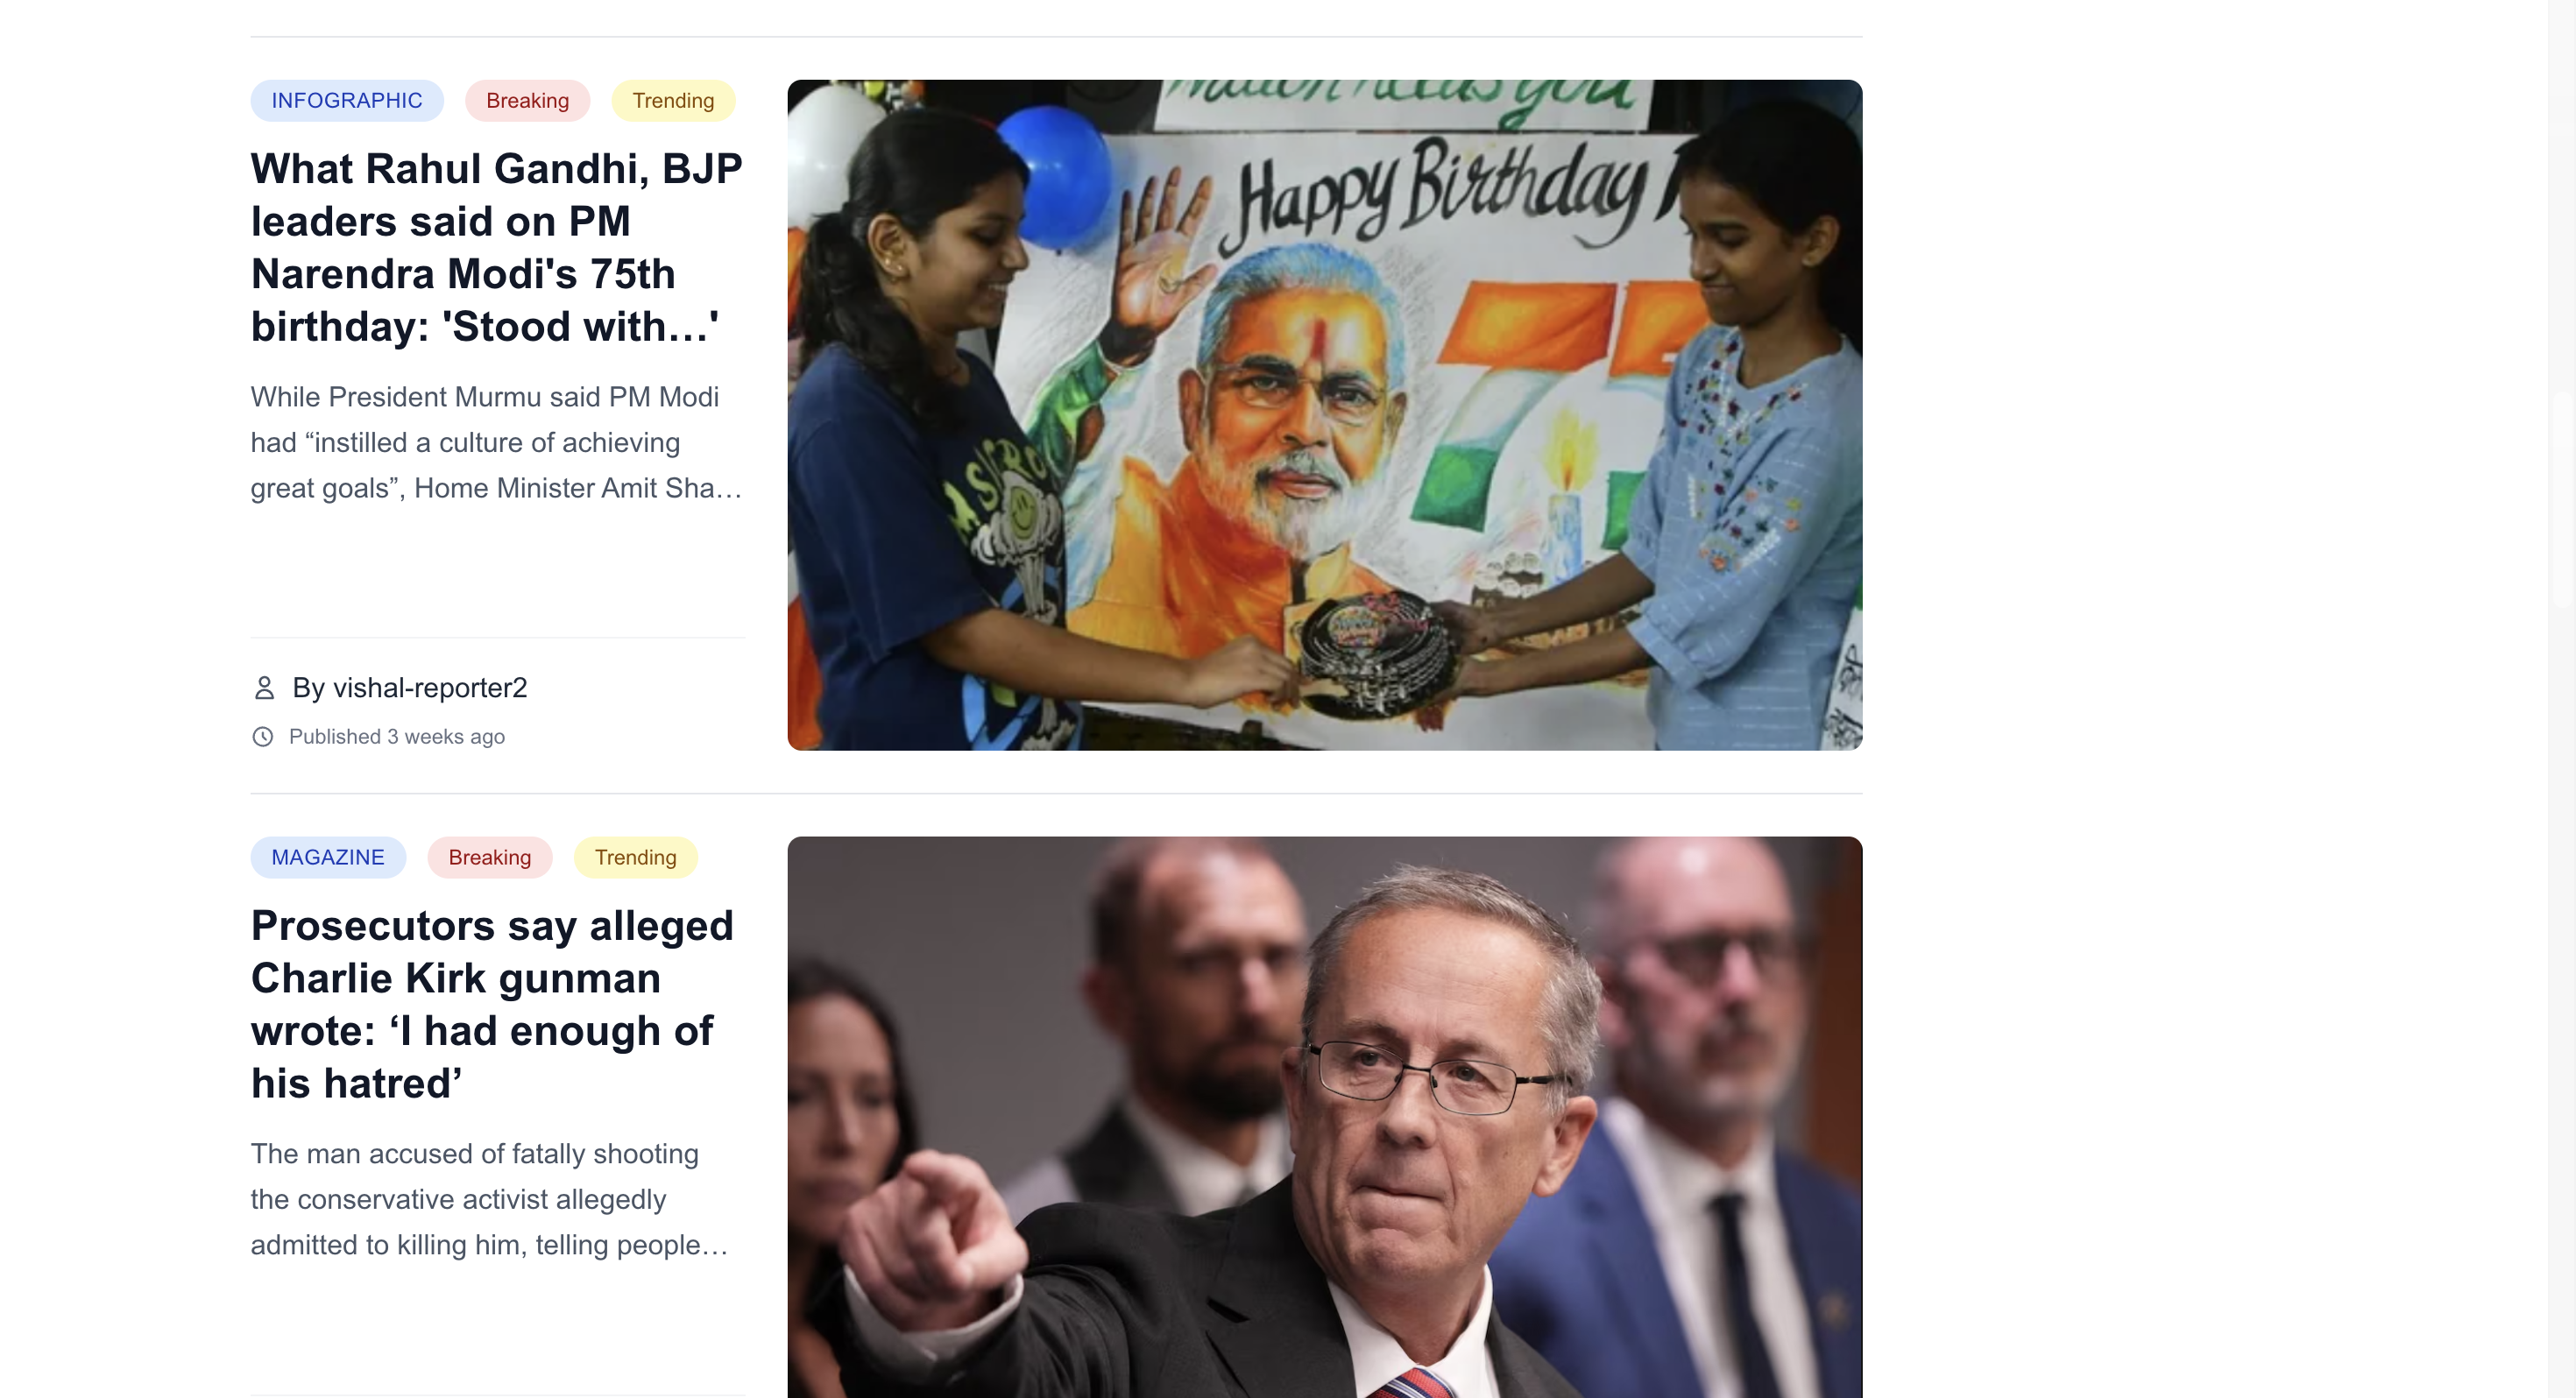 INFOGRAPHIC Breaking Trending
What Rahul Gandhi, BJP
leaders said on PM
Narendra Modi's 75th
birthday: 'Stood with…'
While President Murmu said PM Modi
had “instilled a culture of achieving
great goals”, Home Minister Amit Sha…
By vishal-reporter2
Published 3 weeks ago
needs you
Happy Birthday
75
MAGAZINE Breaking Trending
Prosecutors say alleged
Charlie Kirk gunman
wrote: ‘I had enough of
his hatred’
The man accused of fatally shooting
the conservative activist allegedly
admitted to killing him, telling people…